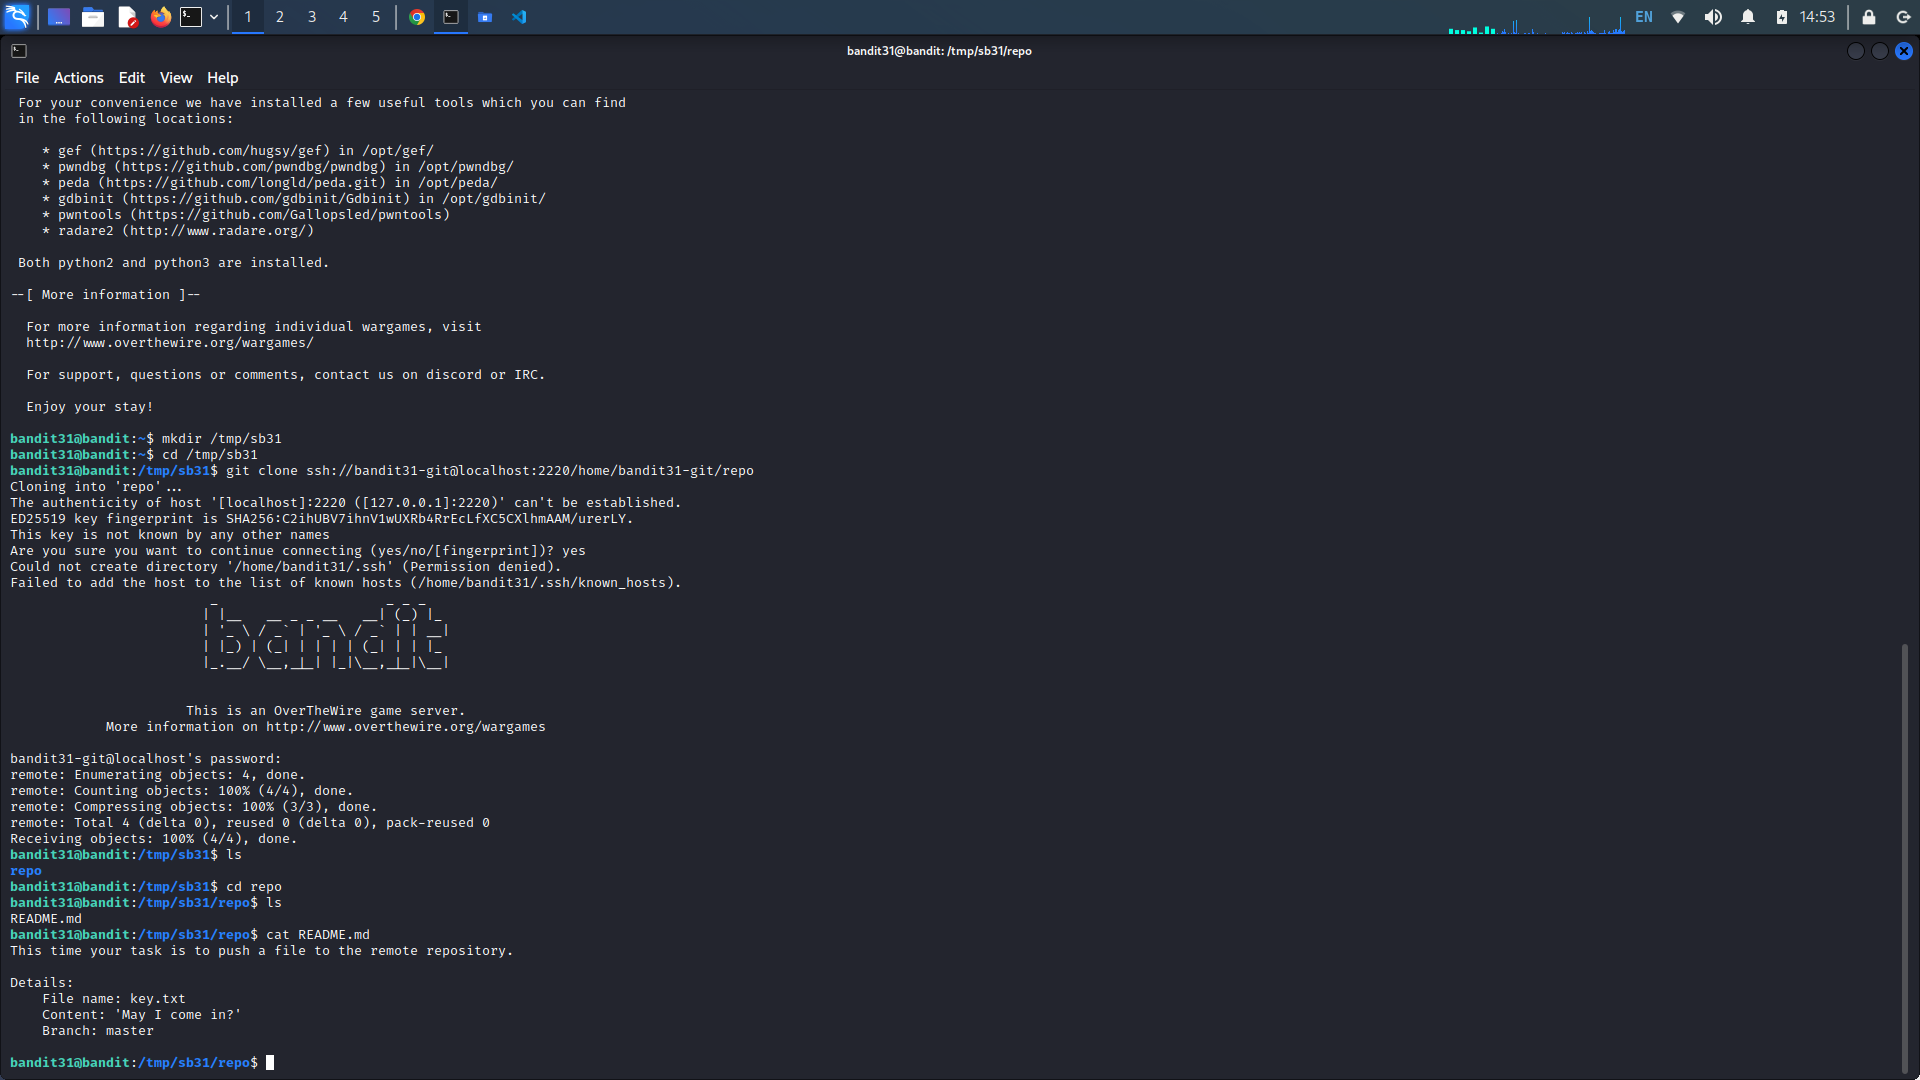 1 2 3 4 5 EN 14:53
bandit31@bandit: /tmp/sb31/repo
File Actions Edit View Help
For your convenience we have installed a few useful tools which you can find
in the following locations:
* gef (https://github.com/hugsy/gef) in /opt/gef/
* pwndbg (https://github.com/pwndbg/pwndbg) in /opt/pwndbg/
* peda (https://github.com/longld/peda.git) in /opt/peda/
* gdbinit (https://github.com/gdbinit/Gdbinit) in /opt/gdbinit/
* pwntools (https://github.com/Gallopsled/pwntools)
* radare2 (http://www.radare.org/)
Both python2 and python3 are installed.
--[ More information ]--
For more information regarding individual wargames, visit
http://www.overthewire.org/wargames/
For support, questions or comments, contact us on discord or IRC.
Enjoy your stay!
bandit31@bandit:~$ mkdir /tmp/sb31
bandit31@bandit:~$ cd /tmp/sb31
bandit31@bandit:/tmp/sb31$ git clone ssh://bandit31-git@localhost:2220/home/bandit31-git/repo
Cloning into 'repo'...
The authenticity of host '[localhost]:2220 ([127.0.0.1]:2220)' can't be established.
ED25519 key fingerprint is SHA256:C2ihUBV7ihnV1wUXRb4RrEcLfXC5CXlhmAAM/urerLY.
This key is not known by any other names
Are you sure you want to continue connecting (yes/no/[fingerprint])? yes
Could not create directory '/home/bandit31/.ssh' (Permission denied).
Failed to add the host to the list of known hosts (/home/bandit31/.ssh/known_hosts).
bandit
This is an OverTheWire game server.
More information on http://www.overthewire.org/wargames
bandit31-git@localhost's password:
remote: Enumerating objects: 4, done.
remote: Counting objects: 100% (4/4), done.
remote: Compressing objects: 100% (3/3), done.
remote: Total 4 (delta 0), reused 0 (delta 0), pack-reused 0
Receiving objects: 100% (4/4), done.
bandit31@bandit:/tmp/sb31$ ls
repo
bandit31@bandit:/tmp/sb31$ cd repo
bandit31@bandit:/tmp/sb31/repo$ ls
README.md
bandit31@bandit:/tmp/sb31/repo$ cat README.md
This time your task is to push a file to the remote repository.
Details:
File name: key.txt
Content: 'May I come in?'
Branch: master
bandit31@bandit:/tmp/sb31/repo$